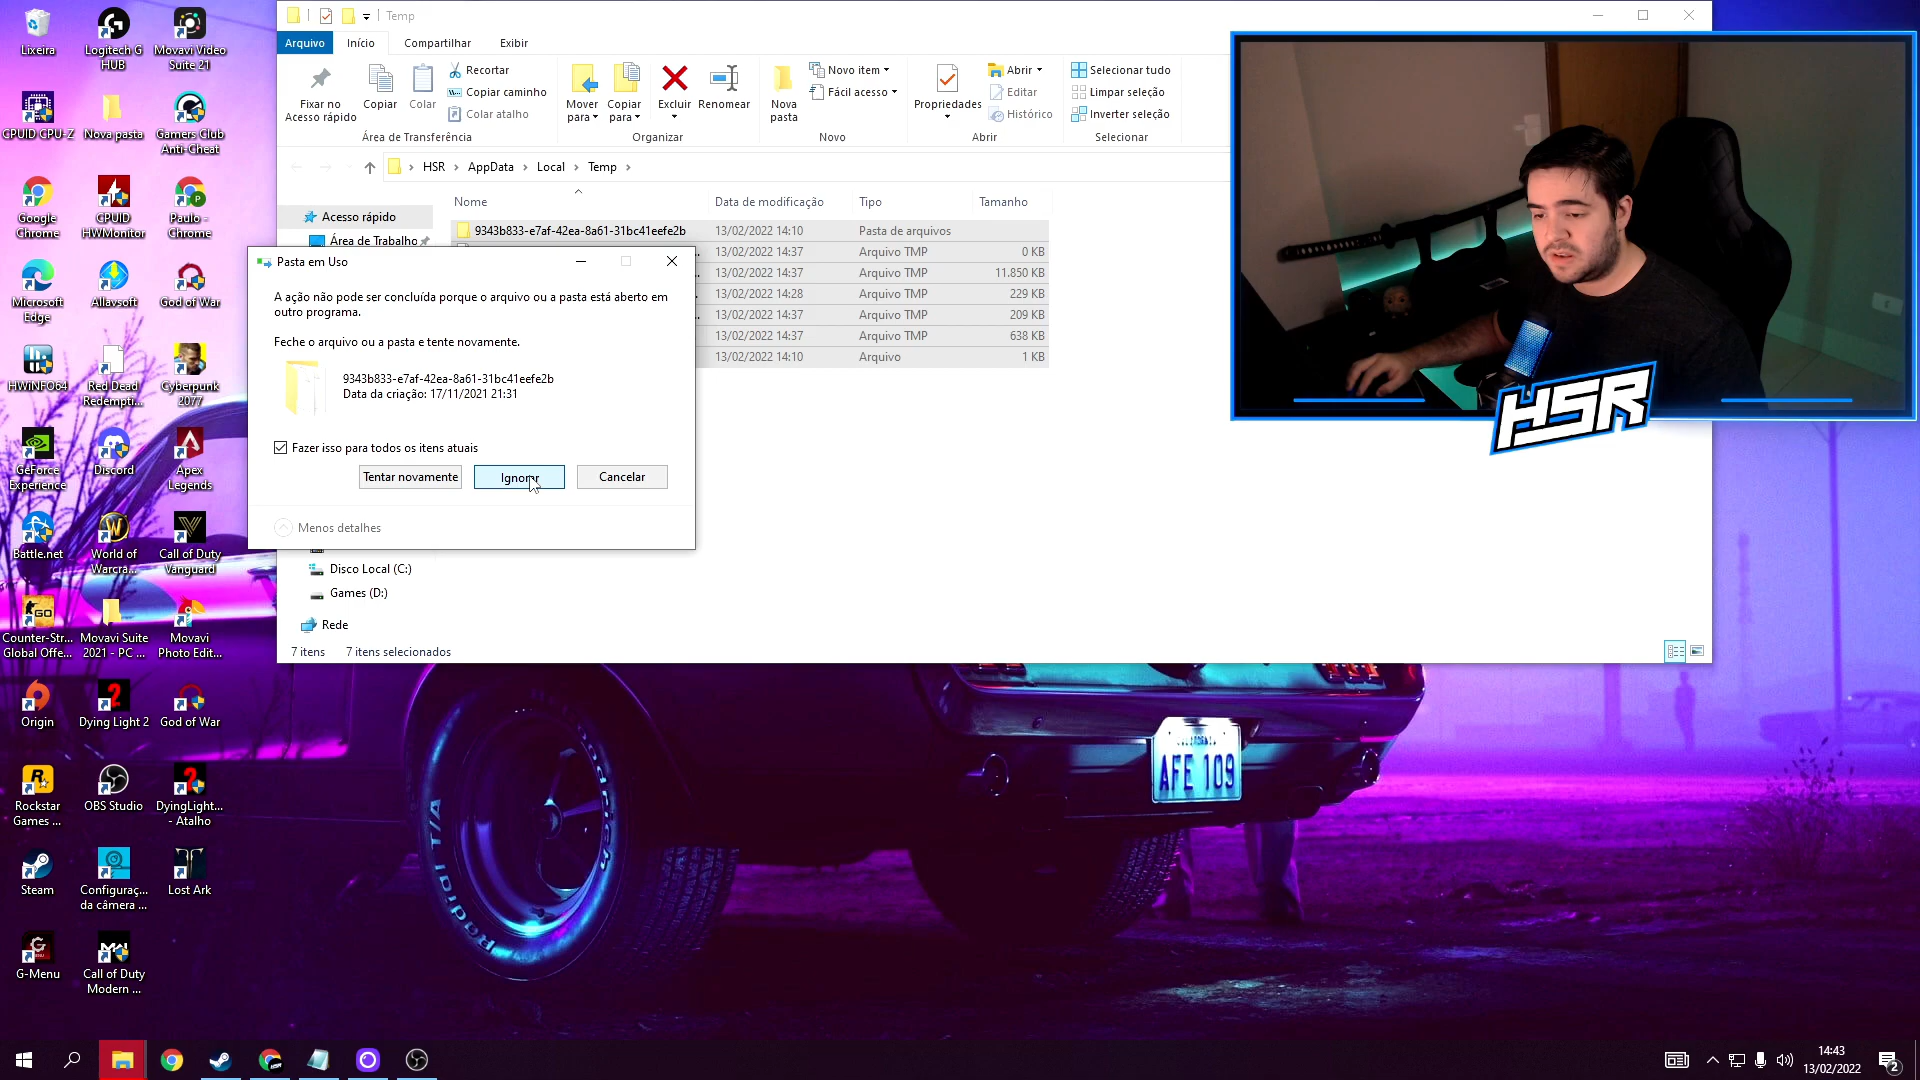 Temp
Arquivo
Início
Compartilhar
Exibir
Fixar no
Acesso rápido
Copiar
Colar
Recortar
Copiar caminho
Colar atalho
Área de Transferência
Mover
para
Copiar
para
Excluir
Renomear
Organizar
Nova
pasta
Novo item
Fácil acesso
Novo
Propriedades
Abrir
Editar
Histórico
Abrir
Selecionar tudo
Limpar seleção
Inverter seleção
Selecionar
HSR > AppData > Local > Temp >
Nome
Data de modificação
Tipo
Tamanho
Acesso rápido
Área de Trabalho
9343b833-e7af-42ea-8a61-31bc41eefe2b 13/02/2022 14:10 Pasta de arquivos
13/02/2022 14:37 Arquivo TMP 0 KB
13/02/2022 14:37 Arquivo TMP 11.850 KB
13/02/2022 14:28 Arquivo TMP 229 KB
13/02/2022 14:37 Arquivo TMP 209 KB
13/02/2022 14:37 Arquivo TMP 638 KB
13/02/2022 14:10 Arquivo 1 KB
Pasta em Uso
A ação não pode ser concluída porque o arquivo ou a pasta está aberto em
outro programa.
Feche o arquivo ou a pasta e tente novamente.
9343b833-e7af-42ea-8a61-31bc41eefe2b
Data da criação: 17/11/2021 21:31
Fazer isso para todos os itens atuais
Tentar novamente
Ignorar
Cancelar
Menos detalhes
Disco Local (C:)
Games (D:)
Rede
7 itens
7 itens selecionados
HSR
Lixeira
Logitech G
HUB
Movavi Video
Suite 21
CPUID CPU-Z
Nova pasta
Gamers Club
Anti-Cheat
Google
Chrome
CPUID
HWMonitor
Paulo -
Chrome
Microsoft
Edge
Allavsoft
God of War
HWiNFO64
Red Dead
Redempti...
Cyberpunk
2077
GeForce
Experience
Discord
Apex
Legends
Battle.net
World of
Warcra...
Call of Duty
Vanguard
Counter-Str...
Global Offe...
Movavi Suite
2021 - PC ...
Movavi
Photo Edit...
Origin
Dying Light 2
God of War
Rockstar
Games ...
OBS Studio
DyingLight...
- Atalho
Steam
Configuraç...
da câmera ...
Lost Ark
G-Menu
Call of Duty
Modern ...
Radial T/A
CALIFORNIA
AFE 109
14:43
13/02/2022
2